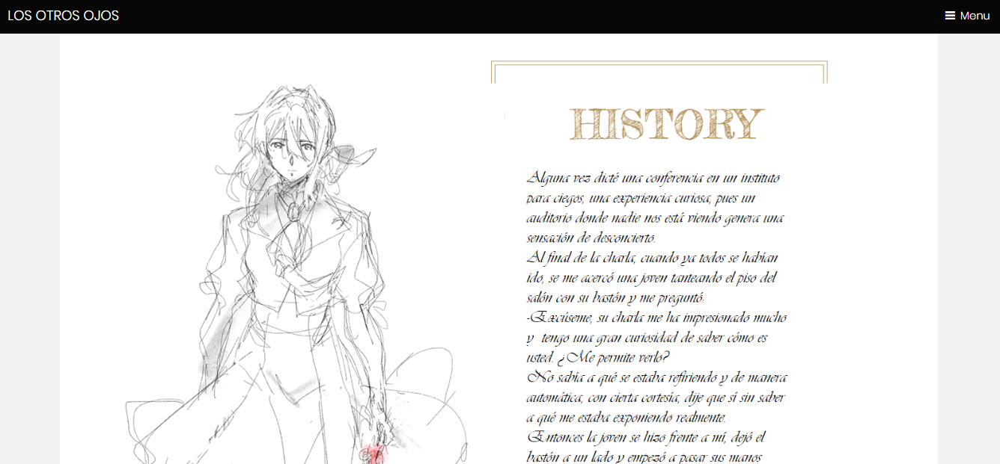 LOS OTROS OJOS
Menu
HISTORY
Alguna vez dicté una conferencia en un instituto
para ciegos, una experiencia curiosa, pues un
auditorio donde nadie nos está viendo genera una
sensación de desconcierto.
Al final de la charla, cuando ya todos se habían
ido, se me acercó una joven tanteando el piso del
salón con su bastón y me preguntó:
-Excúseme, su charla me ha impresionado mucho
y tengo una gran curiosidad de saber cómo es
usted. ¿Me permite verlo?
No sabía a qué se estaba refiriendo y de manera
automática, con cierta cortesía, dije que sí sin saber
a qué me estaba exponiendo realmente.
Entonces la joven se hizo frente a mí, dejó el
bastón a un lado y empezó a pasar sus manos